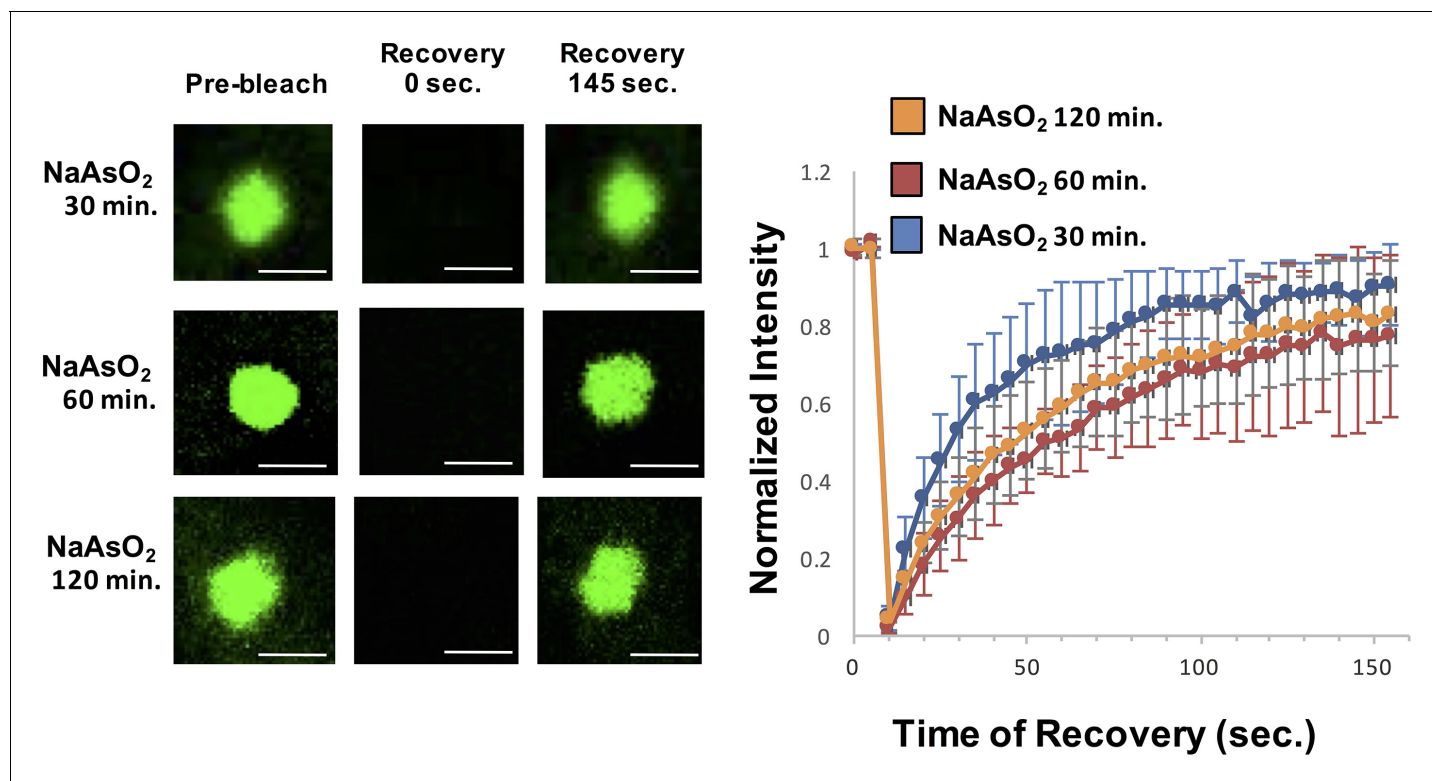 Pre-bleach
Recovery
0 sec.
Recovery
145 sec.
NaAsO₂
30 min.
NaAsO₂
60 min.
NaAsO₂
120 min.
NaAsO₂ 120 min.
NaAsO₂ 60 min.
NaAsO₂ 30 min.
Normalized Intensity
1.2
1
0.8
0.6
0.4
0.2
0
0 50 100 150
Time of Recovery (sec.)